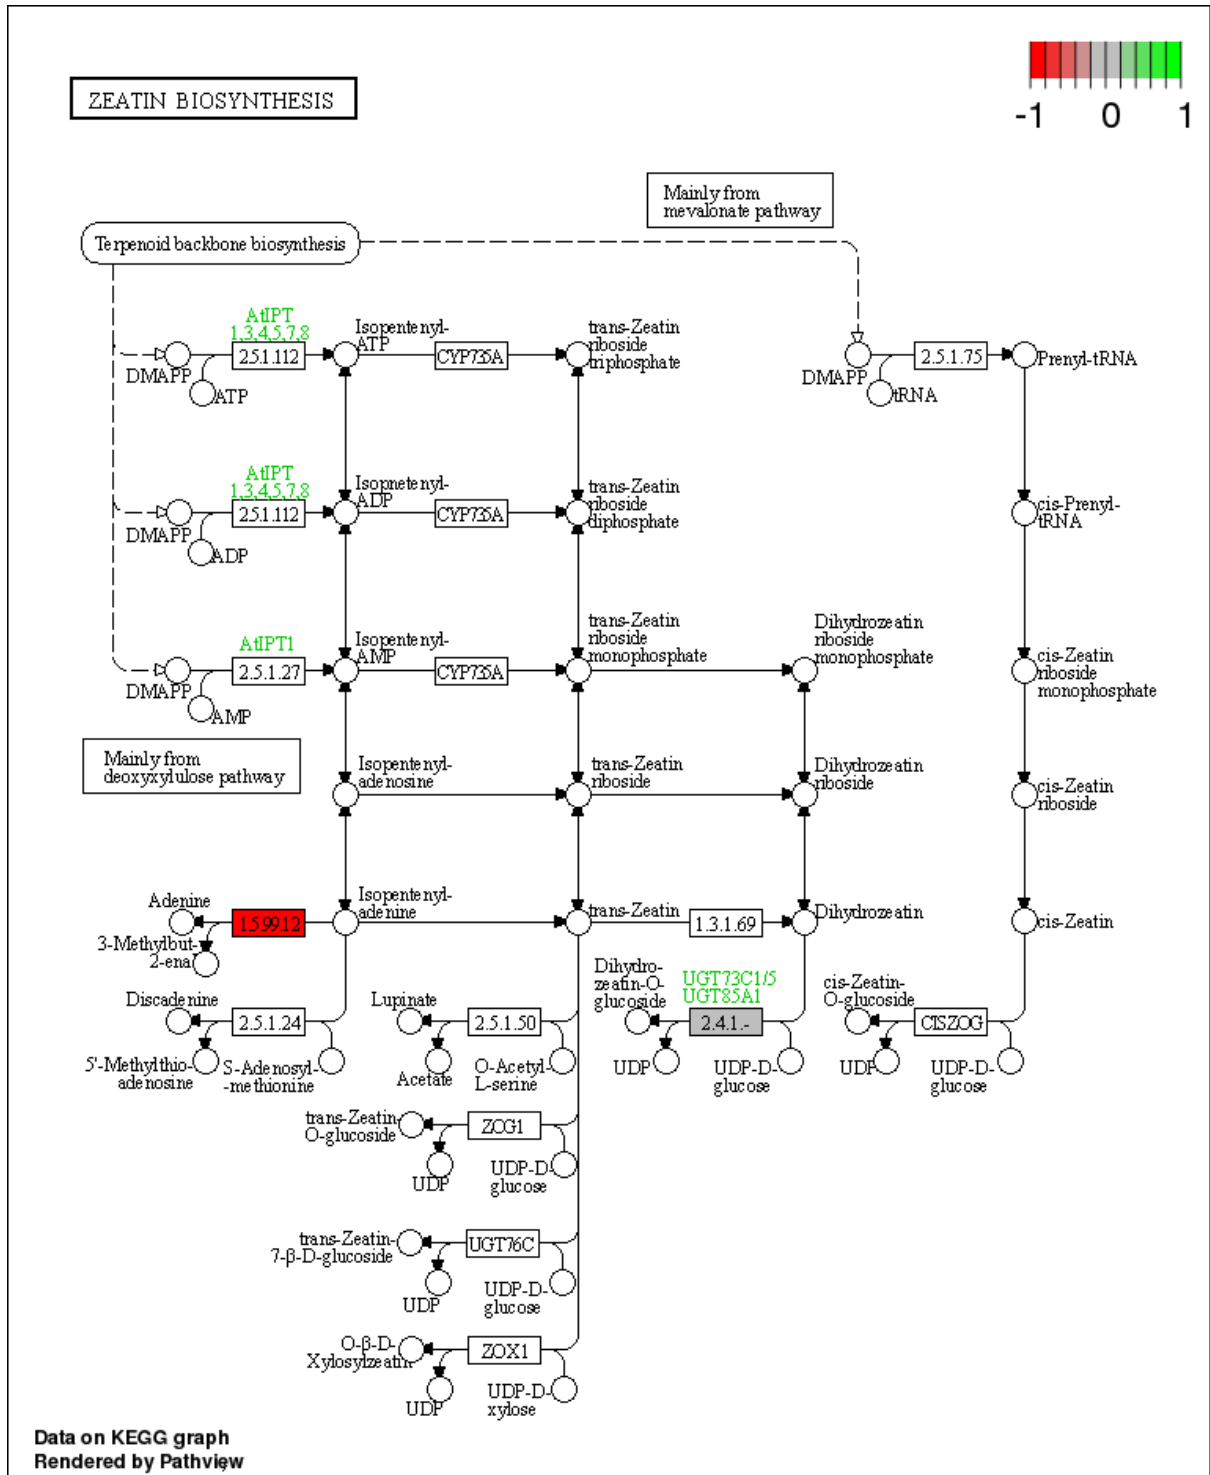 -1 0 1
ZEATIN BIOSYNTHESIS
Mainly from
mevalonate pathway
Terpenoid backbone biosynthesis
AtIPT
1,3,4,5,7,8
2.5.1.112
DMAPP
ATP
Isopentenyl-
ATP
CYP735A
trans-Zeatin
riboside
triphosphate
DMAPP
tRNA
2.5.1.75
Prenyl-tRNA
AtIPT
1,3,4,5,7,8
2.5.1.112
DMAPP
ADP
Isopnetenyl-
ADP
CYP735A
trans-Zeatin
riboside
diphosphate
cis-Prenyl-
tRNA
AtIPT1
2.5.1.27
DMAPP
AMP
Isopentenyl-
AMP
CYP735A
trans-Zeatin
riboside
monophosphate
Dihydrozeatin
riboside
monophosphate
cis-Zeatin
riboside
monophosphate
Mainly from
deoxyxylulose pathway
Isopentenyl-
adenosine
trans-Zeatin
riboside
Dihydrozeatin
riboside
cis-Zeatin
riboside
Adenine
1.5.99.12
3-Methylbut-
2-enal
Isopentenyl-
adenine
trans-Zeatin
1.3.1.69
Dihydrozeatin
cis-Zeatin
Discadenine
2.5.1.24
5'-Methylthio-
adenosine
S-Adenosyl-
-methionine
Lupinate
2.5.1.50
Acetate
O-Acetyl-
L-serine
Dihydro-
zeatin-O-
glucoside
UGT73C1/5
UGT85A1
2.4.1.-
UDP
UDP-D-
glucose
cis-Zeatin-
O-glucoside
CISZOG
UDP
UDP-D-
glucose
trans-Zeatin-
O-glucoside
ZOG1
UDP
UDP-D-
glucose
trans-Zeatin-
7-β-D-glucoside
UGT76C
UDP
UDP-D-
glucose
O-β-D-
Xylosylzeatin
ZOX1
UDP
UDP-D-
xylose
Data on KEGG graph
Rendered by Pathview